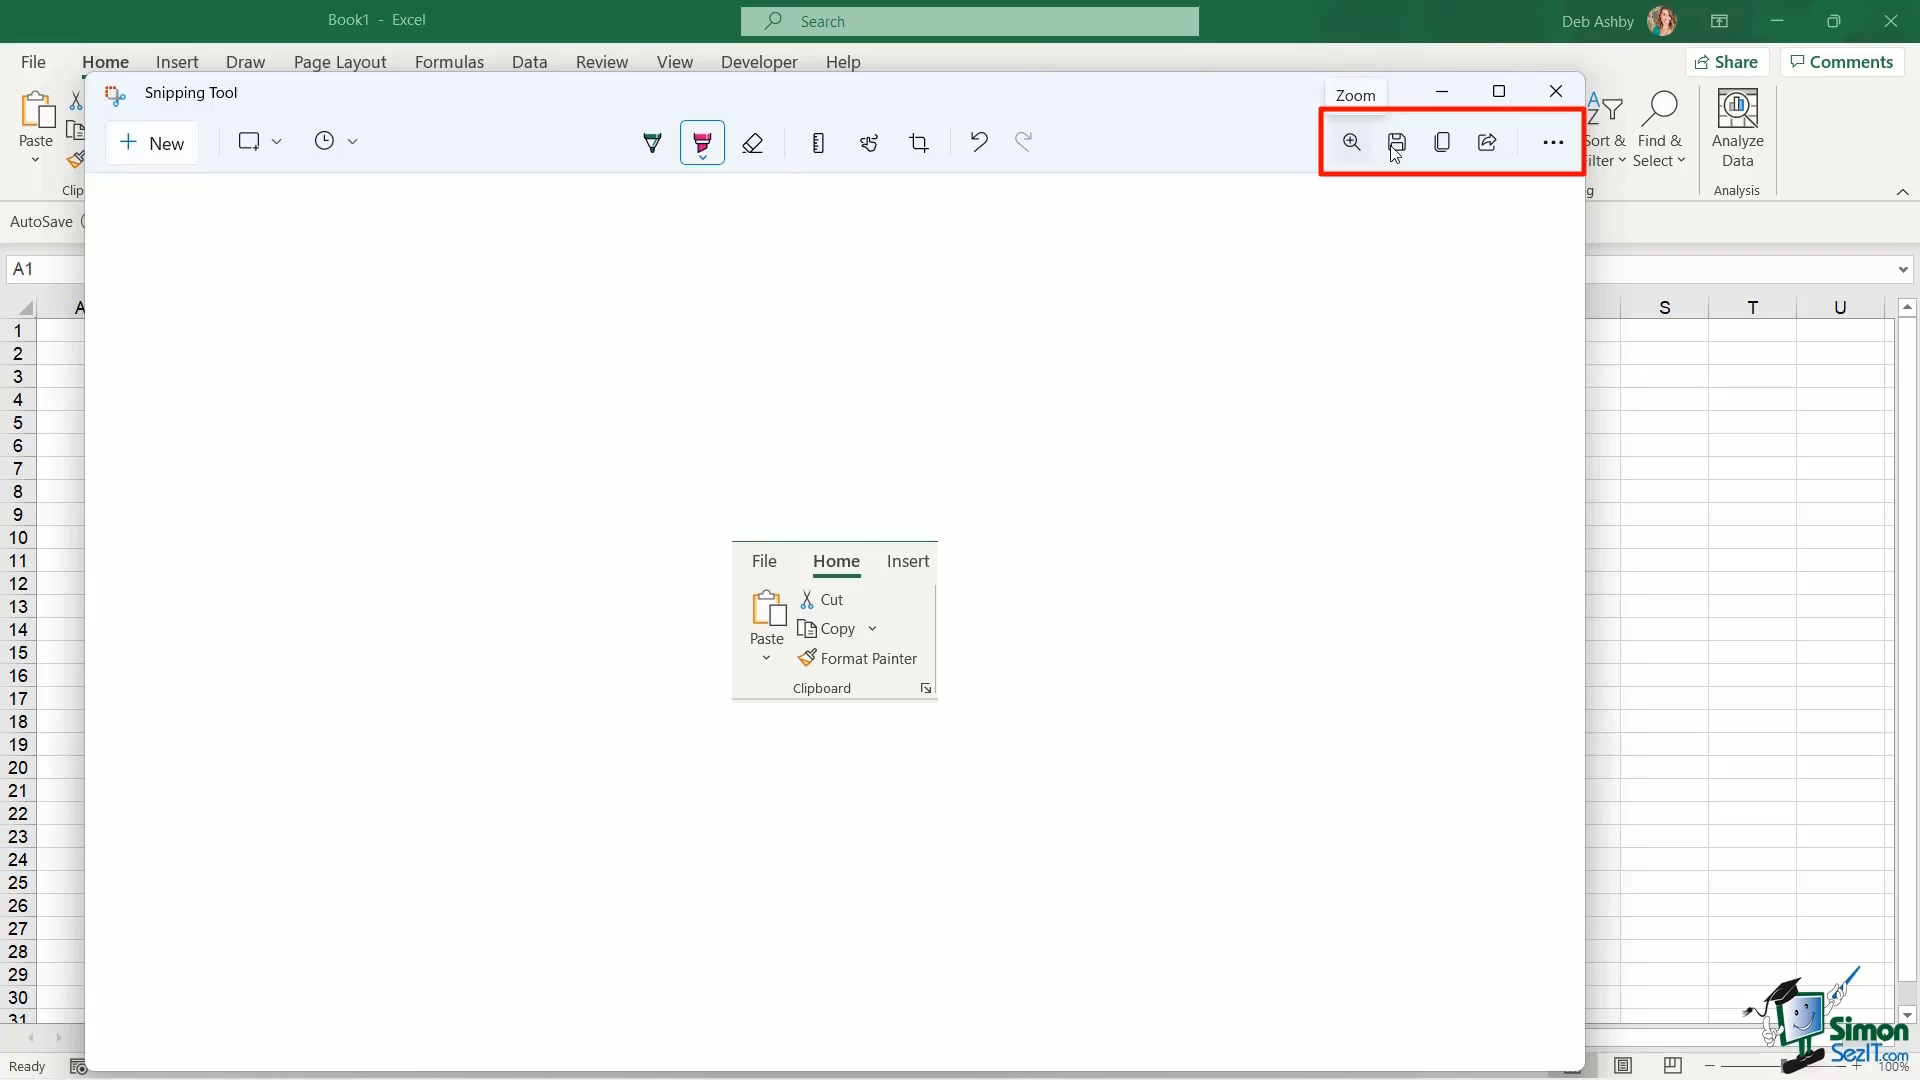 Book1 - Excel
Search
Deb Ashby
File Home Insert Draw Page Layout Formulas Data Review View Developer Help
Share Comments
Snipping Tool
Zoom
New
Paste
Sort & Find & Analyze
Filter Select Data
Clip
Analysis
AutoSave
A1
A S T U
1
2
3
4
5
6
7
8
9
10
11
12
13
14
15
16
17
18
19
20
21
22
23
24
25
26
27
28
29
30
31
File Home Insert
Cut
Copy
Paste
Format Painter
Clipboard
Simon
SezIT.com
Ready
100%